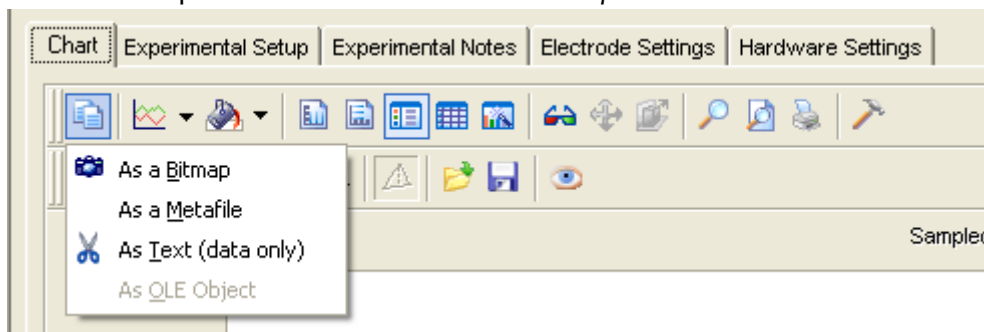 Chart Experimental Setup Experimental Notes Electrode Settings Hardware Settings
As a Bitmap
As a Metafile
As Text (data only)
Sampled
As OLE Object